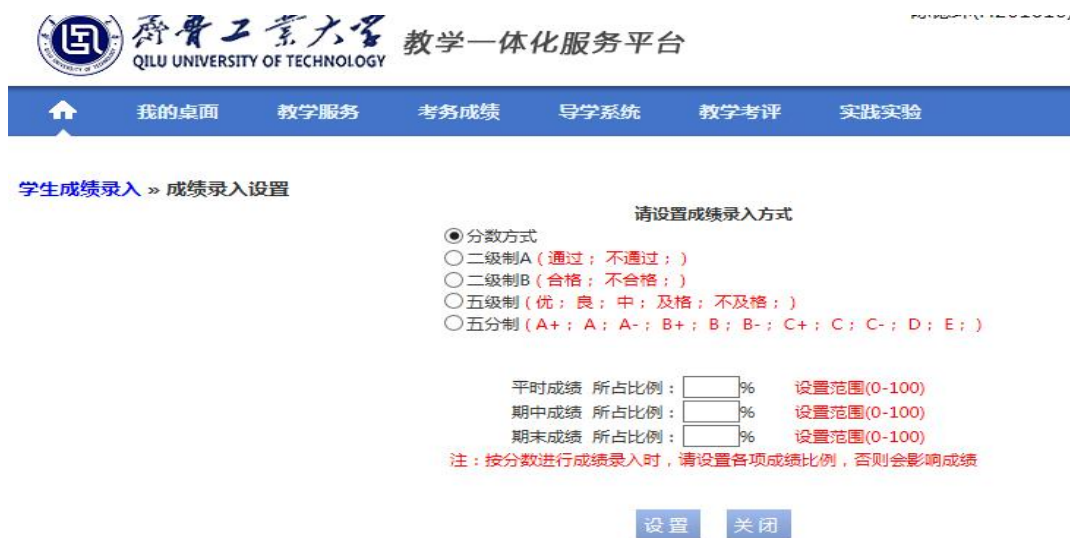 齐鲁工业大学
QILU UNIVERSITY OF TECHNOLOGY
教学一体化服务平台
我的桌面 教学服务 考务成绩 导学系统 教学考评 实践实验
学生成绩录入 » 成绩录入设置
请设置成绩录入方式
分数方式
二级制A ( 通过； 不通过； )
二级制B ( 合格； 不合格； )
五级制 ( 优； 良； 中； 及格； 不及格； )
五分制 ( A+； A； A-； B+； B； B-； C+； C； C-； D； E； )
平时成绩 所占比例： % 设置范围(0-100)
期中成绩 所占比例： % 设置范围(0-100)
期末成绩 所占比例： % 设置范围(0-100)
注：按分数进行成绩录入时，请设置各项成绩比例，否则会影响成绩
设 置 关 闭